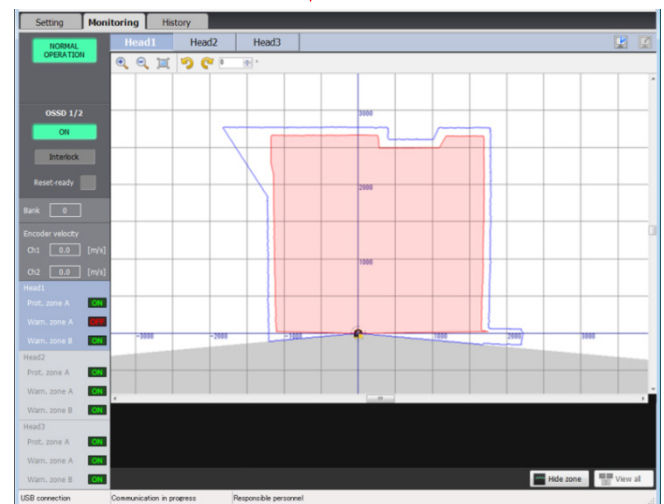 Setting Monitoring History
NORMAL
OPERATION
Head1 Head2 Head3
OSSD 1/2
ON
Interlock
Reset-ready
Bank 0
Encoder velocity
Ch1 0.0 [m/s]
Ch2 0.0 [m/s]
Head1
Prot. zone A ON
Warn. zone A OFF
Warn. zone B ON
Head2
Prot. zone A ON
Warn. zone A ON
Warn. zone B ON
Head3
Prot. zone A ON
Warn. zone A ON
Warn. zone B ON
0 °
3000
2000
1000
-3000 -2000 -1000 1000 2000 3000
Hide zone View all
USB connection Communication in progress Responsible personnel